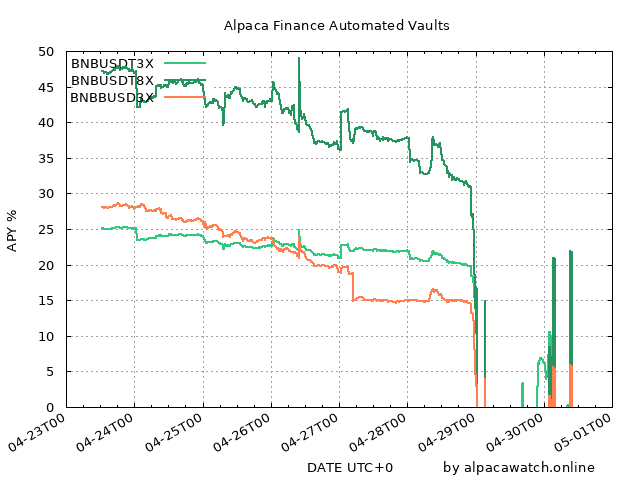 Alpaca Finance Automated Vaults
BNBUSDT3X
BNBUSDT8X
BNBBUSD3X
APY %
50
45
40
35
30
25
20
15
10
5
0
04-23T00
04-24T00
04-25T00
04-26T00
04-27T00
04-28T00
04-29T00
04-30T00
05-01T00
DATE UTC+0
by alpacawatch.online